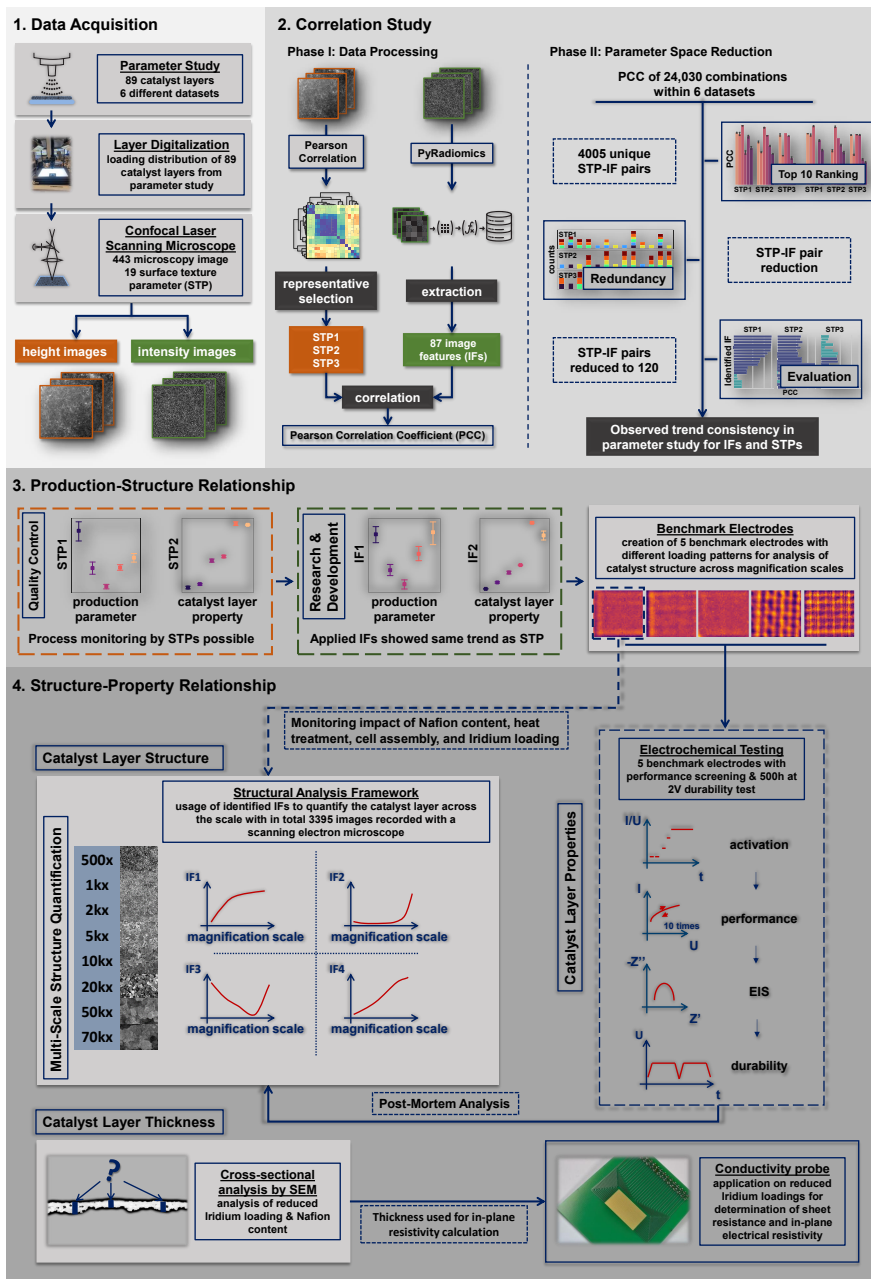 1. Data Acquisition
Parameter Study
89 catalyst layers
6 different datasets
Layer Digitalization
loading distribution of 89
catalyst layers from
parameter study
Confocal Laser
Scanning Microscope
443 microscopy image
19 surface texture
parameter (STP)
height images
intensity images
2. Correlation Study
Phase I: Data Processing
Pearson
Correlation
PyRadiomics
representative
selection
extraction
STP1
STP2
STP3
87 image
features (IFs)
correlation
Pearson Correlation Coefficient (PCC)
Phase II: Parameter Space Reduction
PCC of 24,030 combinations
within 6 datasets
4005 unique
STP-IF pairs
PCC
Top 10 Ranking
STP1 STP2 STP3 STP1 STP2 STP3
counts
STP1
STP2
STP3
Redundancy
STP-IF pair
reduction
STP-IF pairs
reduced to 120
Identified IF
STP1 STP2 STP3
Evaluation
PCC
Observed trend consistency in
parameter study for IFs and STPs
3. Production-Structure Relationship
Quality Control
STP1
production
parameter
STP2
catalyst layer
property
Process monitoring by STPs possible
Research &
Development
IF1
production
parameter
IF2
catalyst layer
property
Applied IFs showed same trend as STP
Benchmark Electrodes
creation of 5 benchmark electrodes with
different loading patterns for analysis of
catalyst structure across magnification scales
4. Structure-Property Relationship
Monitoring impact of Nafion content, heat
treatment, cell assembly, and Iridium loading
Catalyst Layer Structure
Multi-Scale Structure Quantification
500x
1kx
2kx
5kx
10kx
20kx
50kx
70kx
Structural Analysis Framework
usage of identified IFs to quantify the catalyst layer across
the scale with in total 3395 images recorded with a
scanning electron microscope
IF1
magnification scale
IF2
magnification scale
IF3
magnification scale
IF4
magnification scale
Catalyst Layer Properties
Electrochemical Testing
5 benchmark electrodes with
performance screening & 500h at
2V durability test
I/U
t
activation
I
10 times
U
performance
-Z''
Z'
EIS
U
t
durability
Post-Mortem Analysis
Catalyst Layer Thickness
?
Cross-sectional
analysis by SEM
analysis of reduced
Iridium loading & Nafion
content
Thickness used for in-plane
resistivity calculation
Conductivity probe
application on reduced
Iridium loadings for
determination of sheet
resistance and in-plane
electrical resistivity